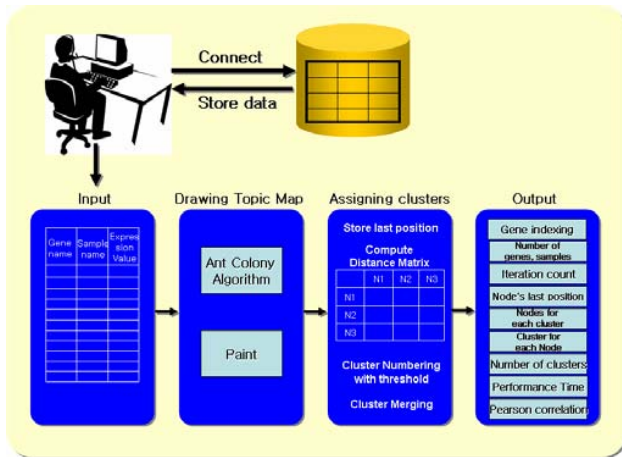 Connect
Store data
Input
Drawing Topic Map
Assigning clusters
Output
Gene name
Sample name
Expres sion Value
Ant Colony
Algorithm
Paint
Store last position
Compute
Distance Matrix
N1 N2 N3
N1
N2
N3
Cluster Numbering
with threshold
Cluster Merging
Gene indexing
Number of
genes, samples
Iteration count
Node's last position
Nodes for
each cluster
Cluster for
each Node
Number of clusters
Performance Time
Pearson correlation